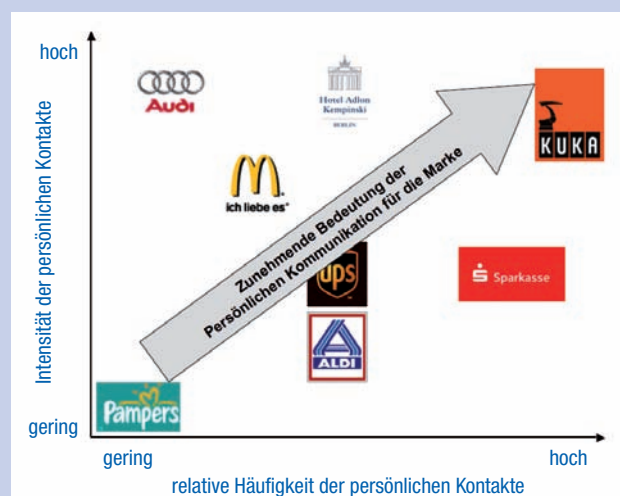 hoch
Intensität der persönlichen Kontakte
gering
Audi
Hotel Adlon
Kempinski
BERLIN
KUKA
M
ich liebe es®
Zunehmende Bedeutung der
Persönlichen Kommunikation für die Marke
ups
Sparkasse
ALDI
Pampers
gering
hoch
relative Häufigkeit der persönlichen Kontakte